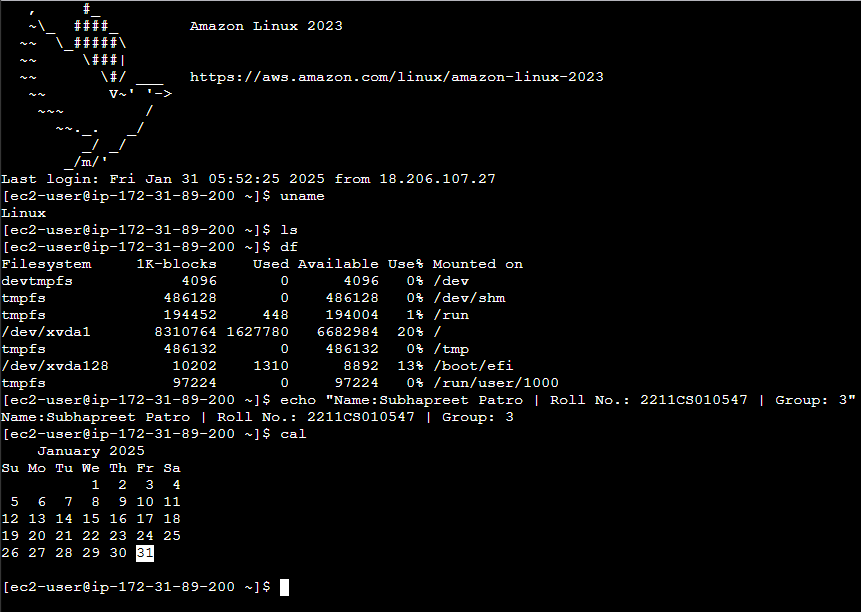 ,     #_
   ~\_  ####_        Amazon Linux 2023
  ~~  \_#####\
  ~~     \###|
  ~~       \#/ ___   https://aws.amazon.com/linux/amazon-linux-2023
   ~~       V~' '->
    ~~~         /
      ~~._.   _/
         _/ _/
       _/m/'
Last login: Fri Jan 31 05:52:25 2025 from 18.206.107.27
[ec2-user@ip-172-31-89-200 ~]$ uname
Linux
[ec2-user@ip-172-31-89-200 ~]$ ls
[ec2-user@ip-172-31-89-200 ~]$ df
Filesystem     1K-blocks    Used Available Use% Mounted on
devtmpfs            4096       0      4096   0% /dev
tmpfs             486128       0    486128   0% /dev/shm
tmpfs             194452     448    194004   1% /run
/dev/xvda1       8310764 1627780   6682984  20% /
tmpfs             486132       0    486132   0% /tmp
/dev/xvda128       10202    1310      8892  13% /boot/efi
tmpfs              97224       0     97224   0% /run/user/1000
[ec2-user@ip-172-31-89-200 ~]$ echo "Name:Subhapreet Patro | Roll No.: 2211CS010547 | Group: 3"
Name:Subhapreet Patro | Roll No.: 2211CS010547 | Group: 3
[ec2-user@ip-172-31-89-200 ~]$ cal
    January 2025
Su Mo Tu We Th Fr Sa
          1  2  3  4
 5  6  7  8  9 10 11
12 13 14 15 16 17 18
19 20 21 22 23 24 25
26 27 28 29 30 31
[ec2-user@ip-172-31-89-200 ~]$